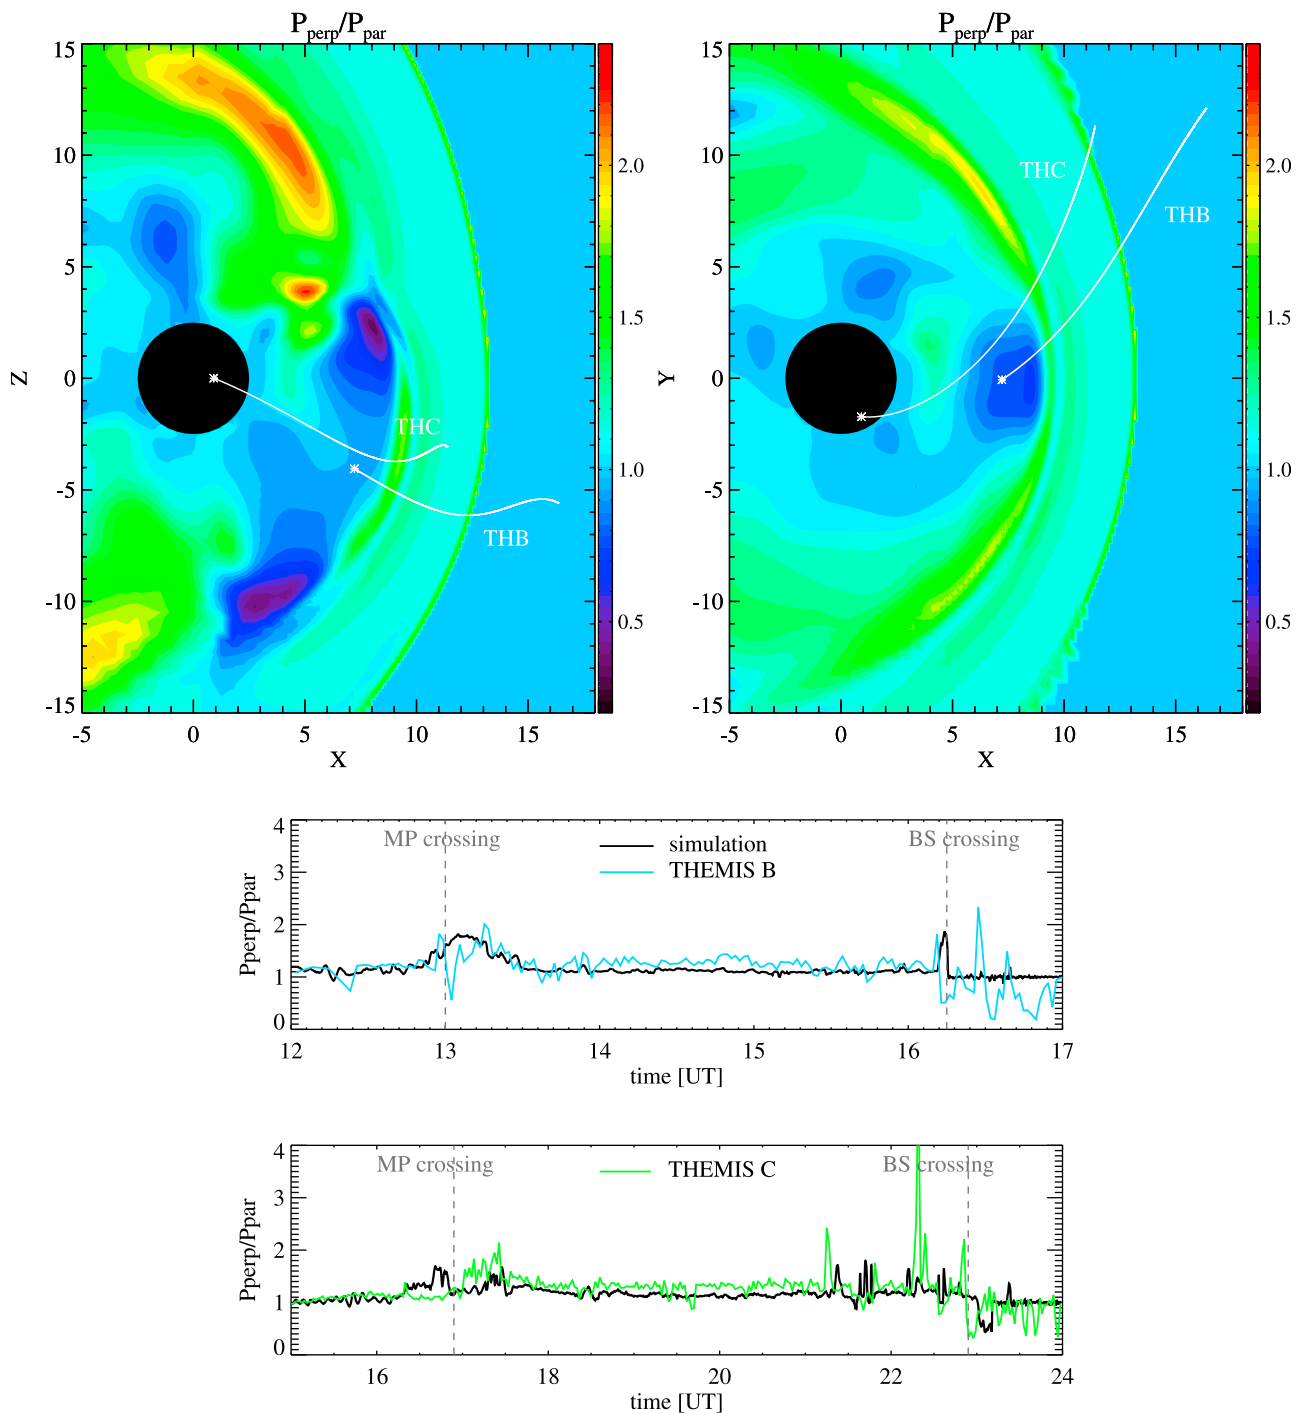 P_perp/P_par
P_perp/P_par
15
10
5
0
-5
-10
-15
Z
-5
0
5
10
15
X
2.0
1.5
1.0
0.5
THC
THB
15
10
5
0
-5
-10
-15
Y
-5
0
5
10
15
X
2.0
1.5
1.0
0.5
THC
THB
4
3
2
1
0
Pperp/Ppar
MP crossing
simulation
THEMIS B
BS crossing
12
13
14
15
16
17
time [UT]
4
3
2
1
0
Pperp/Ppar
MP crossing
THEMIS C
BS crossing
16
18
20
22
24
time [UT]